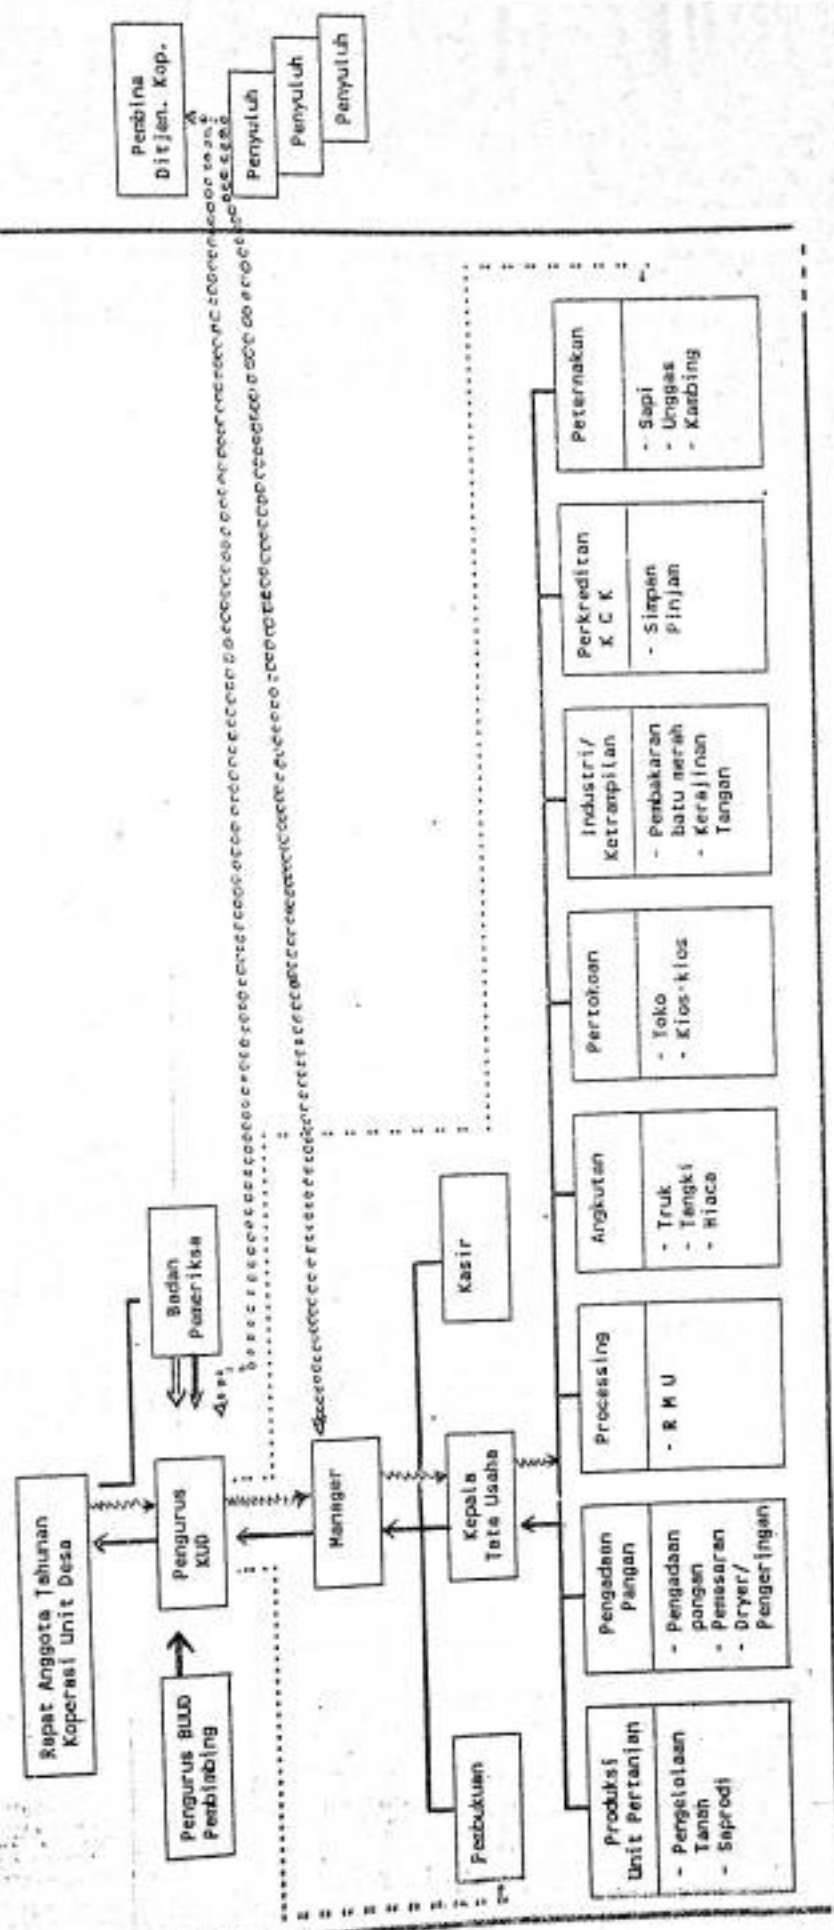 Rapat Anggota Tahunan
Koperasi Unit Desa
Pengurus BUUD
Pembimbing
Pengurus
KUD
Badan
Pemeriksa
Pembina
Ditjen. Kop.
Penyuluh
Penyuluh
Penyuluh
Manager
Pembukuan
Kepala
Tata Usaha
Kasir
Produksi
Unit Pertanian
- Pengelolaan
Tanah
- Saprodi
Pengadaan
Pangan
- Pengadaan
pangan
- Pemasaran
- Dryer/
Pengeringan
Processing
- R M U
Angkutan
- Truk
- Tangki
- Hiace
Pertokoan
- Toko
- Kios-kios
Industri/
Ketrampilan
- Pembakaran
batu merah
- Kerajinan
Tangan
Perkreditan
K C K
- Simpan
Pinjam
Peternakan
- Sapi
- Unggas
- Kambing